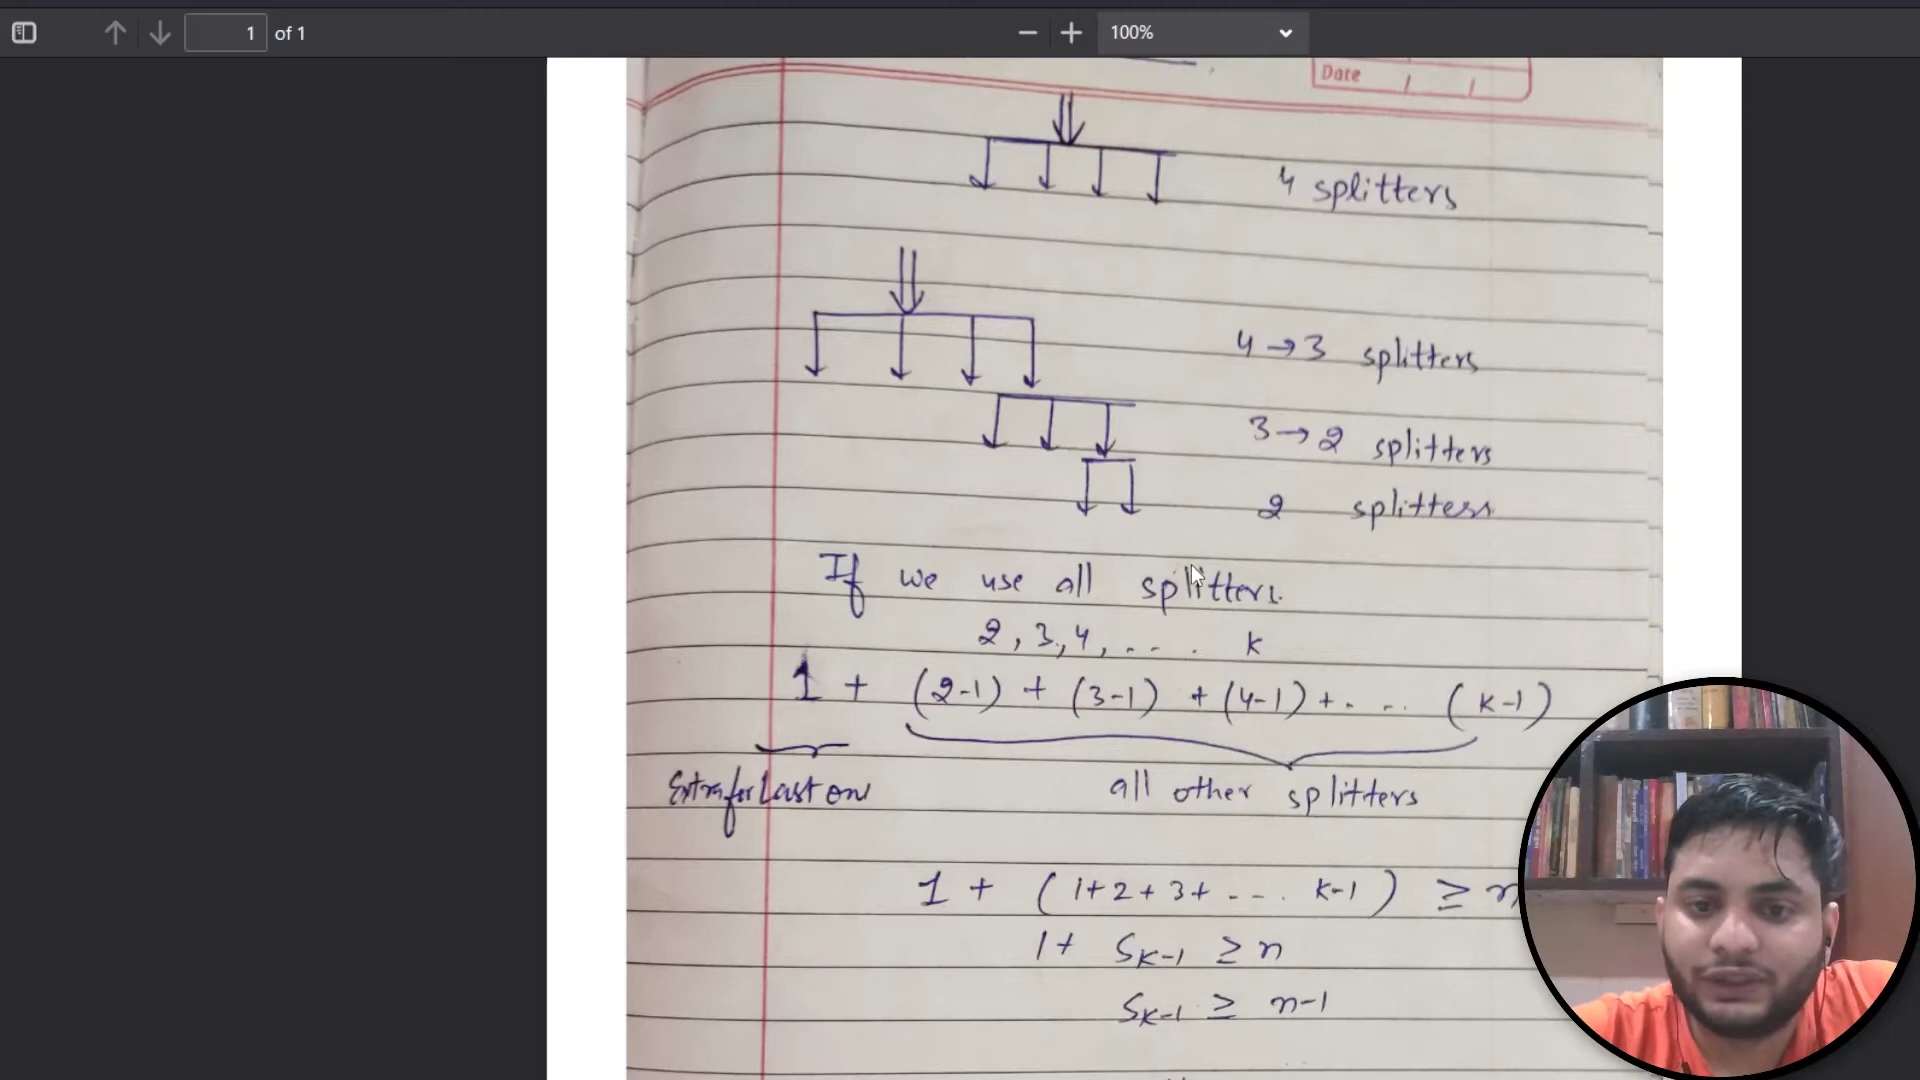 1 of 1
100%
Date
4 splitters
4 → 3 splitters
3 → 2 splitters
2 splitters
If we use all splitters.
2, 3, 4, ... . K
1 + (2-1) + (3-1) + (4-1) + . .. (K-1)
Extra for Last one all other splitters
1 + (1+2+3+ --. K-1) ≥ n
1+ SK-1 ≥ n
SK-1 ≥ n-1